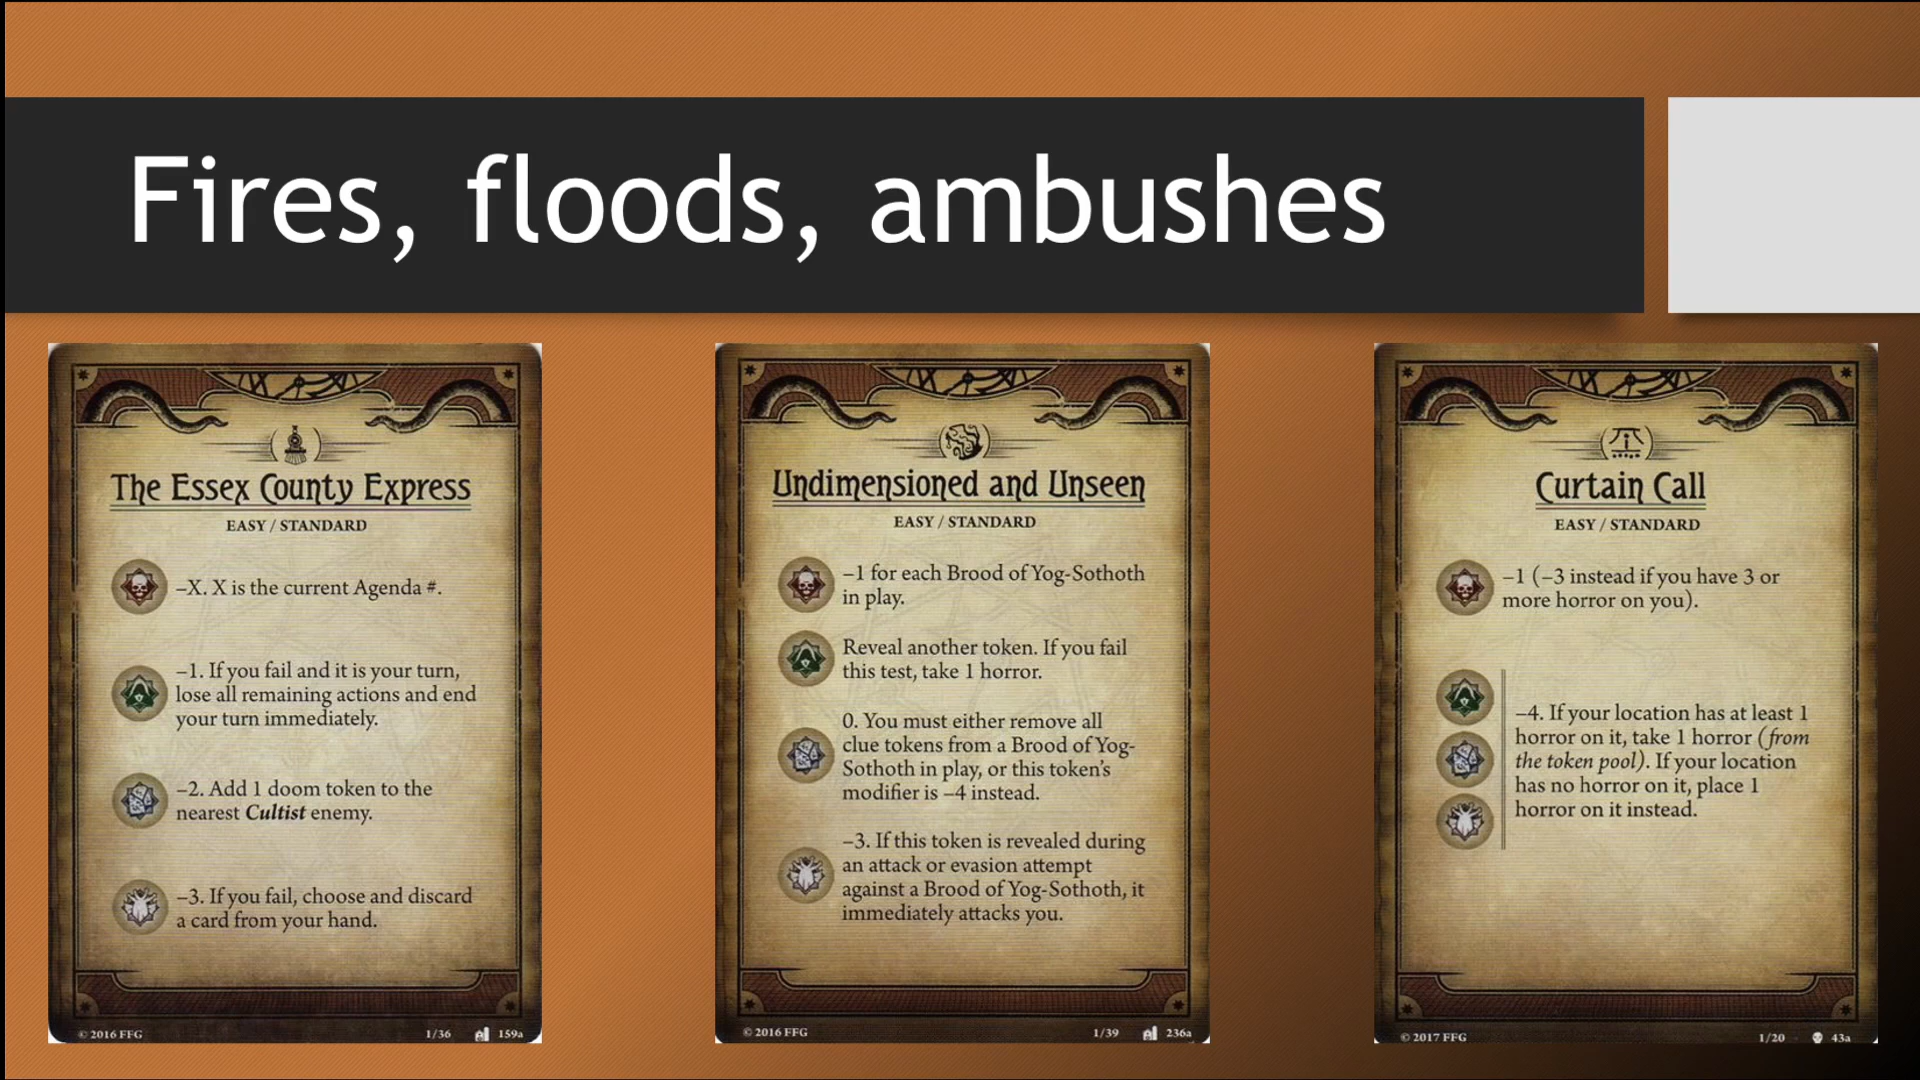 Fires, floods, ambushes
The Essex County Express
EASY / STANDARD
–X. X is the current Agenda #.
–1. If you fail and it is your turn,
lose all remaining actions and end
your turn immediately.
–2. Add 1 doom token to the
nearest Cultist enemy.
–3. If you fail, choose and discard
a card from your hand.
© 2016 FFG
1/36
159a
Undimensioned and Unseen
EASY / STANDARD
–1 for each Brood of Yog-Sothoth
in play.
Reveal another token. If you fail
this test, take 1 horror.
0. You must either remove all
clue tokens from a Brood of Yog-
Sothoth in play, or this token's
modifier is –4 instead.
–3. If this token is revealed during
an attack or evasion attempt
against a Brood of Yog-Sothoth, it
immediately attacks you.
© 2016 FFG
1/39
236a
Curtain Call
EASY / STANDARD
–1 (–3 instead if you have 3 or
more horror on you).
–4. If your location has at least 1
horror on it, take 1 horror (from
the token pool). If your location
has no horror on it, place 1
horror on it instead.
© 2017 FFG
1/20
43a